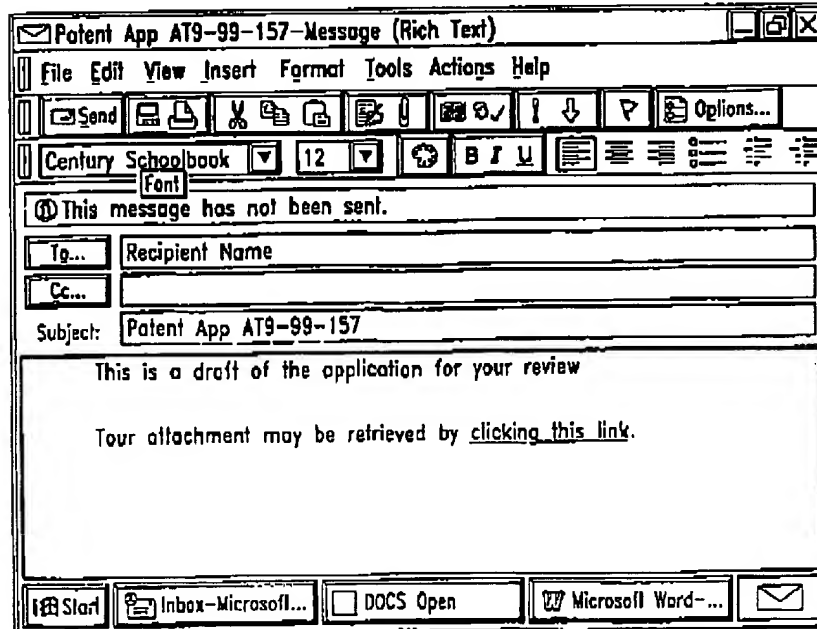 Patent App AT9-99-157-Message (Rich Text)
File Edit View Insert Format Tools Actions Help
Send Options...
Century Schoolbook 12 B I U
Font
This message has not been sent.
To... Recipient Name
Cc...
Subject: Patent App AT9-99-157
This is a draft of the application for your review
Tour attachment may be retrieved by clicking this link.
Start Inbox-Microsoft... DOCS Open W Microsoft Word-...